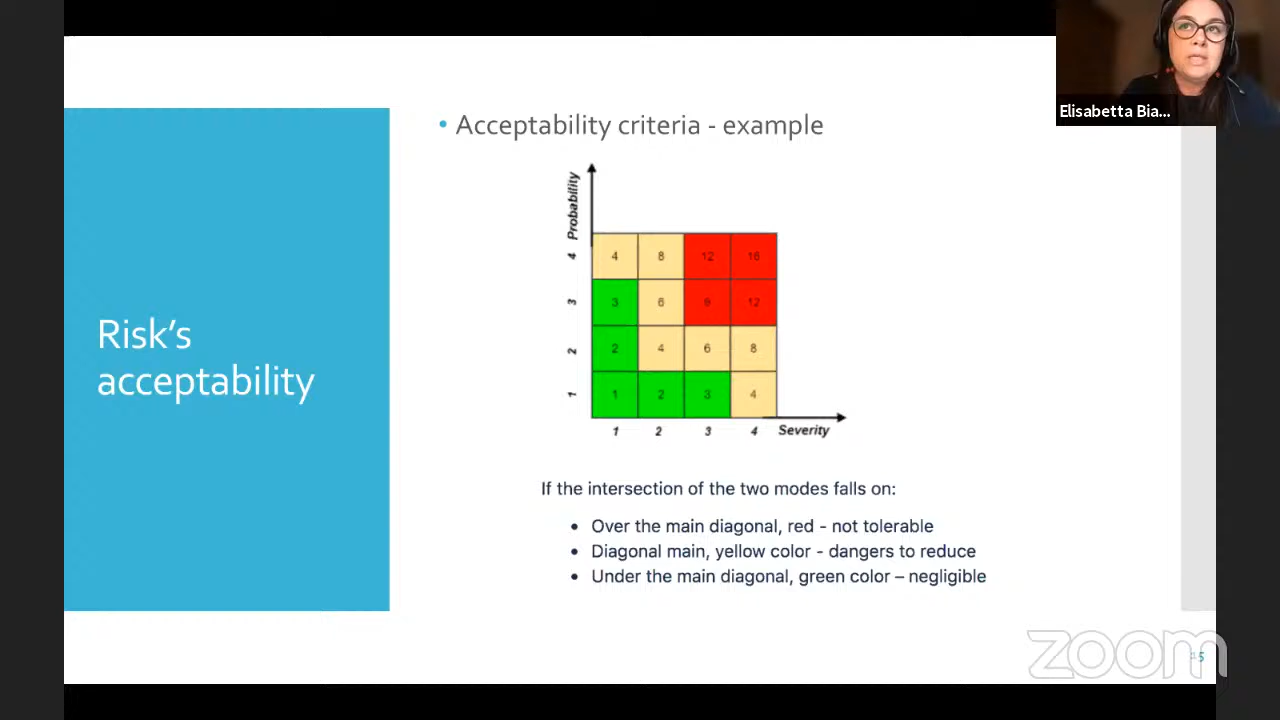 Elisabetta Bia...
• Acceptability criteria - example
Probability
4
4 8 12 16
3
3 6 9 12
2
2 4 6 8
1
1 2 3 4
1 2 3 4 Severity
Risk's
acceptability
If the intersection of the two modes falls on:
• Over the main diagonal, red - not tolerable
• Diagonal main, yellow color - dangers to reduce
• Under the main diagonal, green color – negligible
zoom